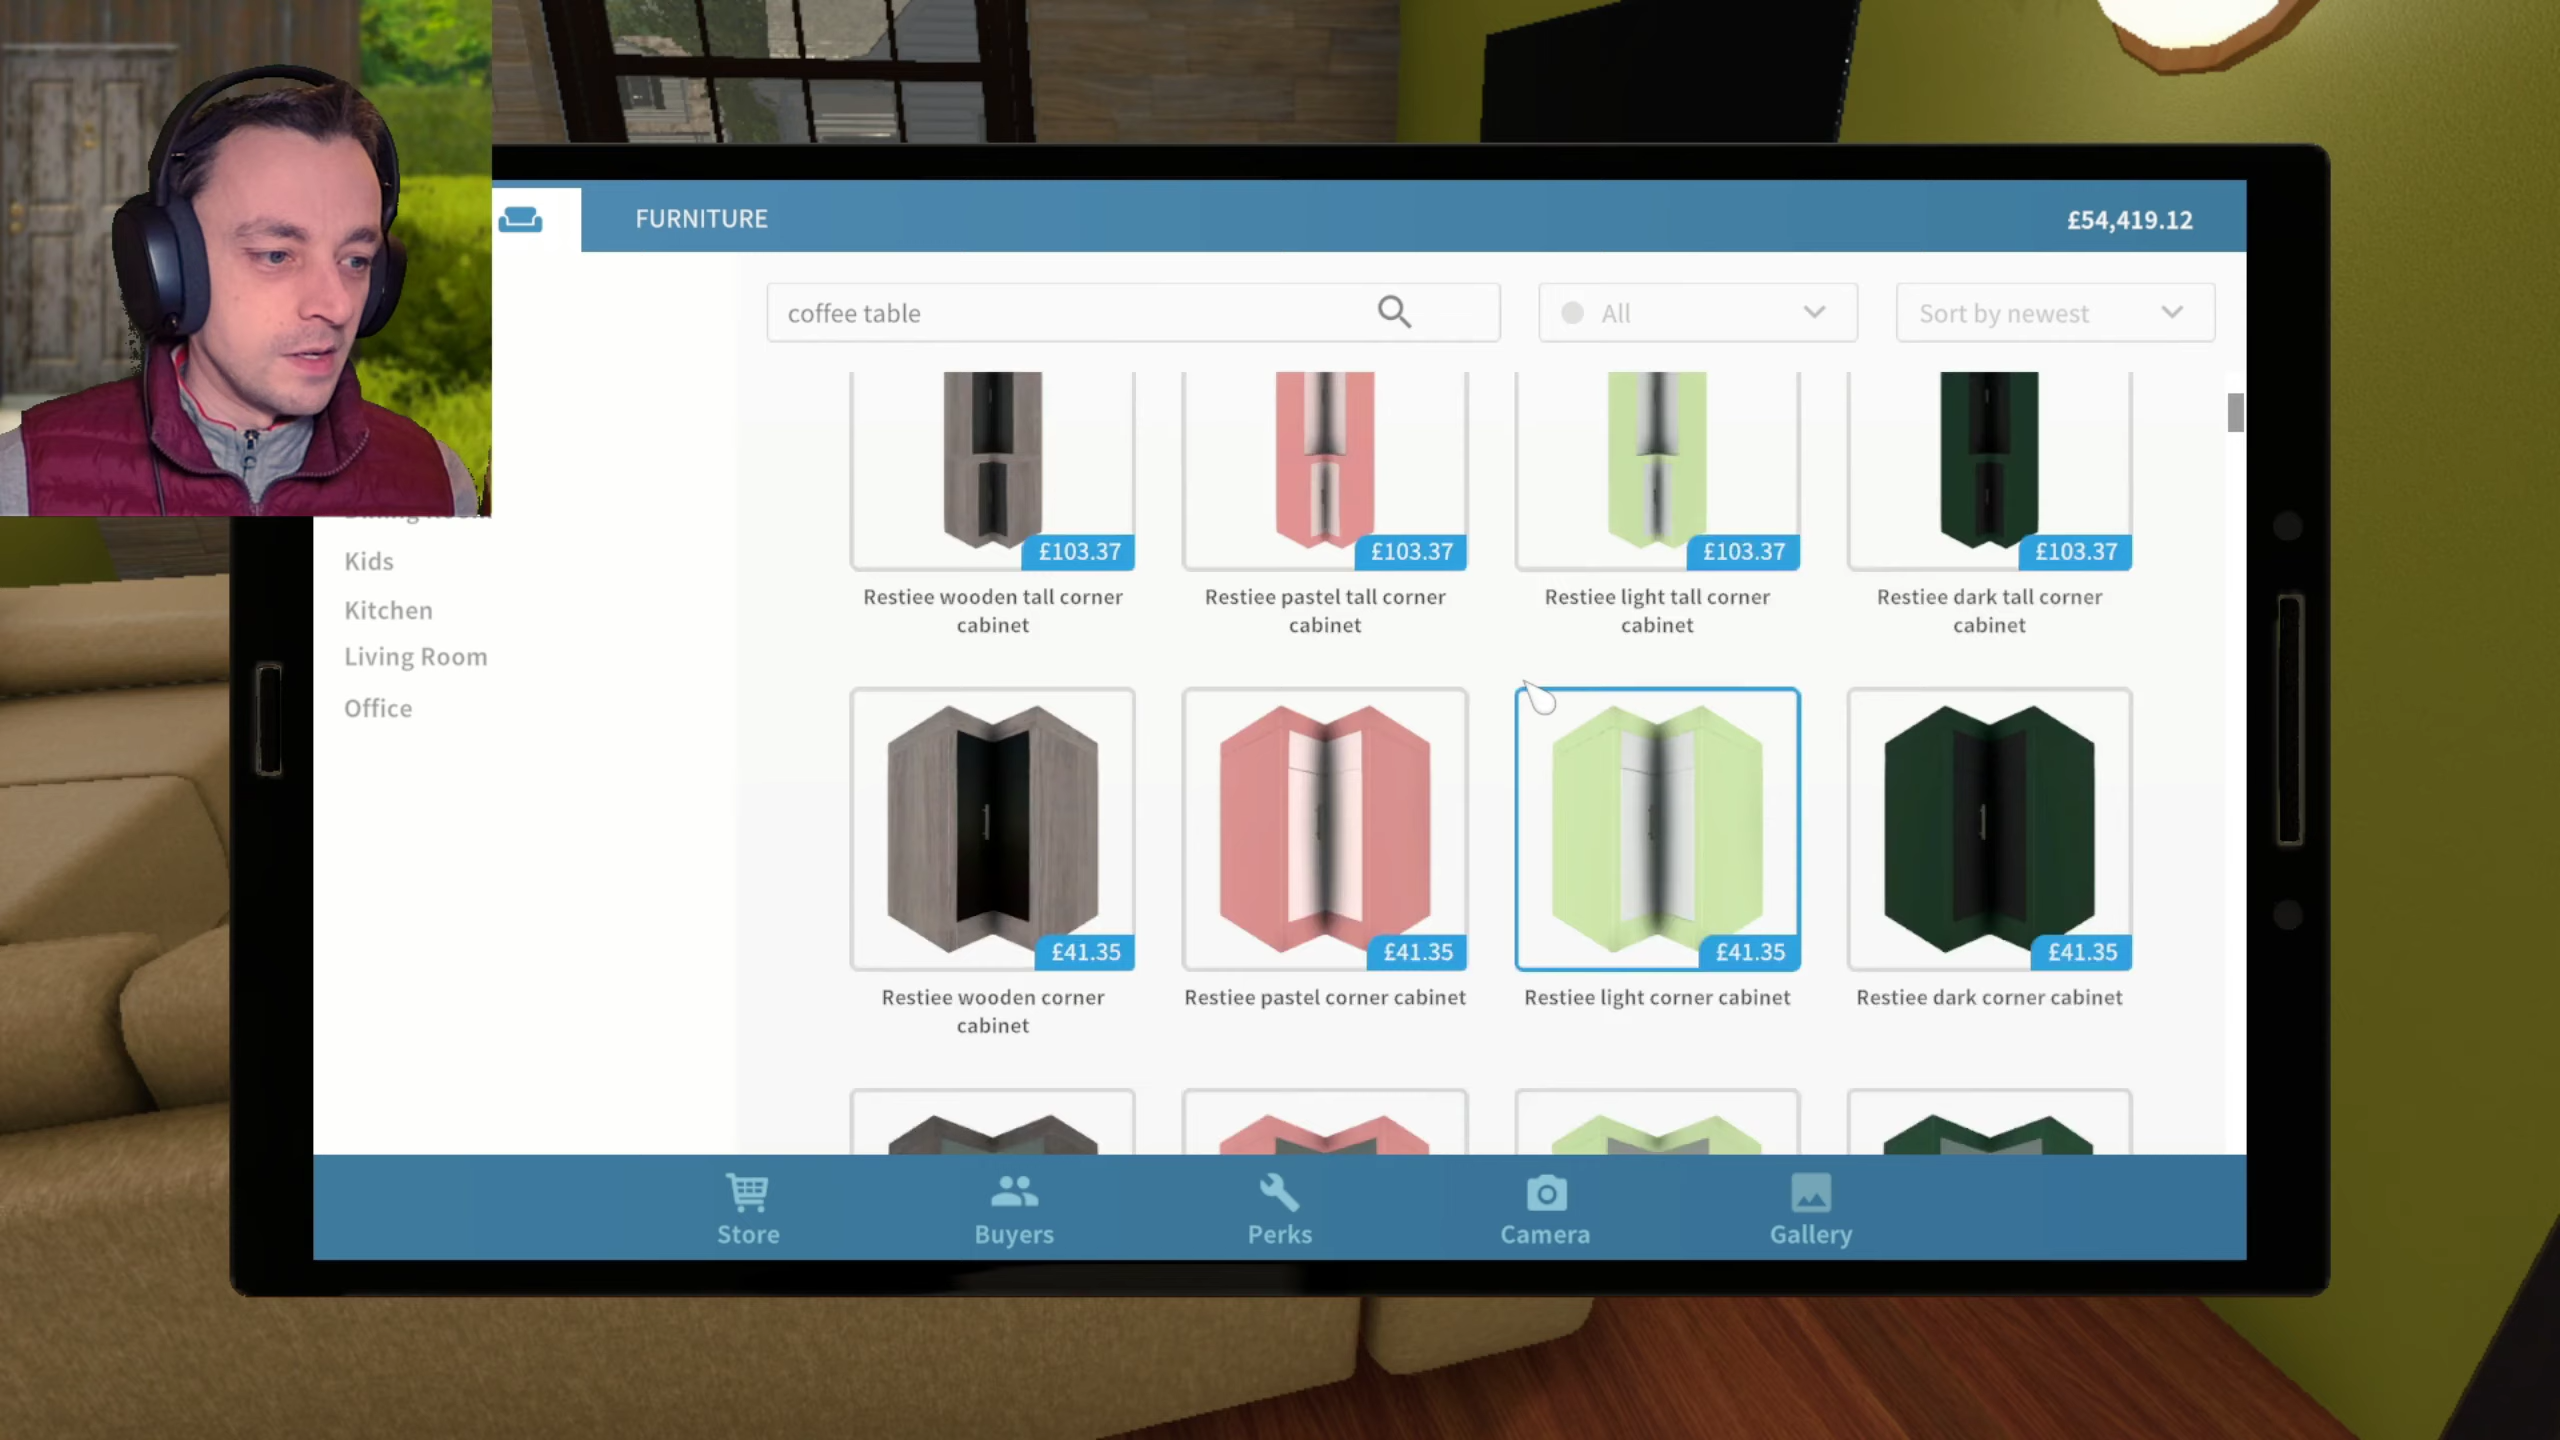 FURNITURE
£54,419.12
coffee table
All
Sort by newest
Kids
Kitchen
Living Room
Office
£103.37
£103.37
£103.37
£103.37
Restiee wooden tall corner
cabinet
Restiee pastel tall corner
cabinet
Restiee light tall corner
cabinet
Restiee dark tall corner
cabinet
£41.35
£41.35
£41.35
£41.35
Restiee wooden corner
cabinet
Restiee pastel corner cabinet
Restiee light corner cabinet
Restiee dark corner cabinet
Store
Buyers
Perks
Camera
Gallery